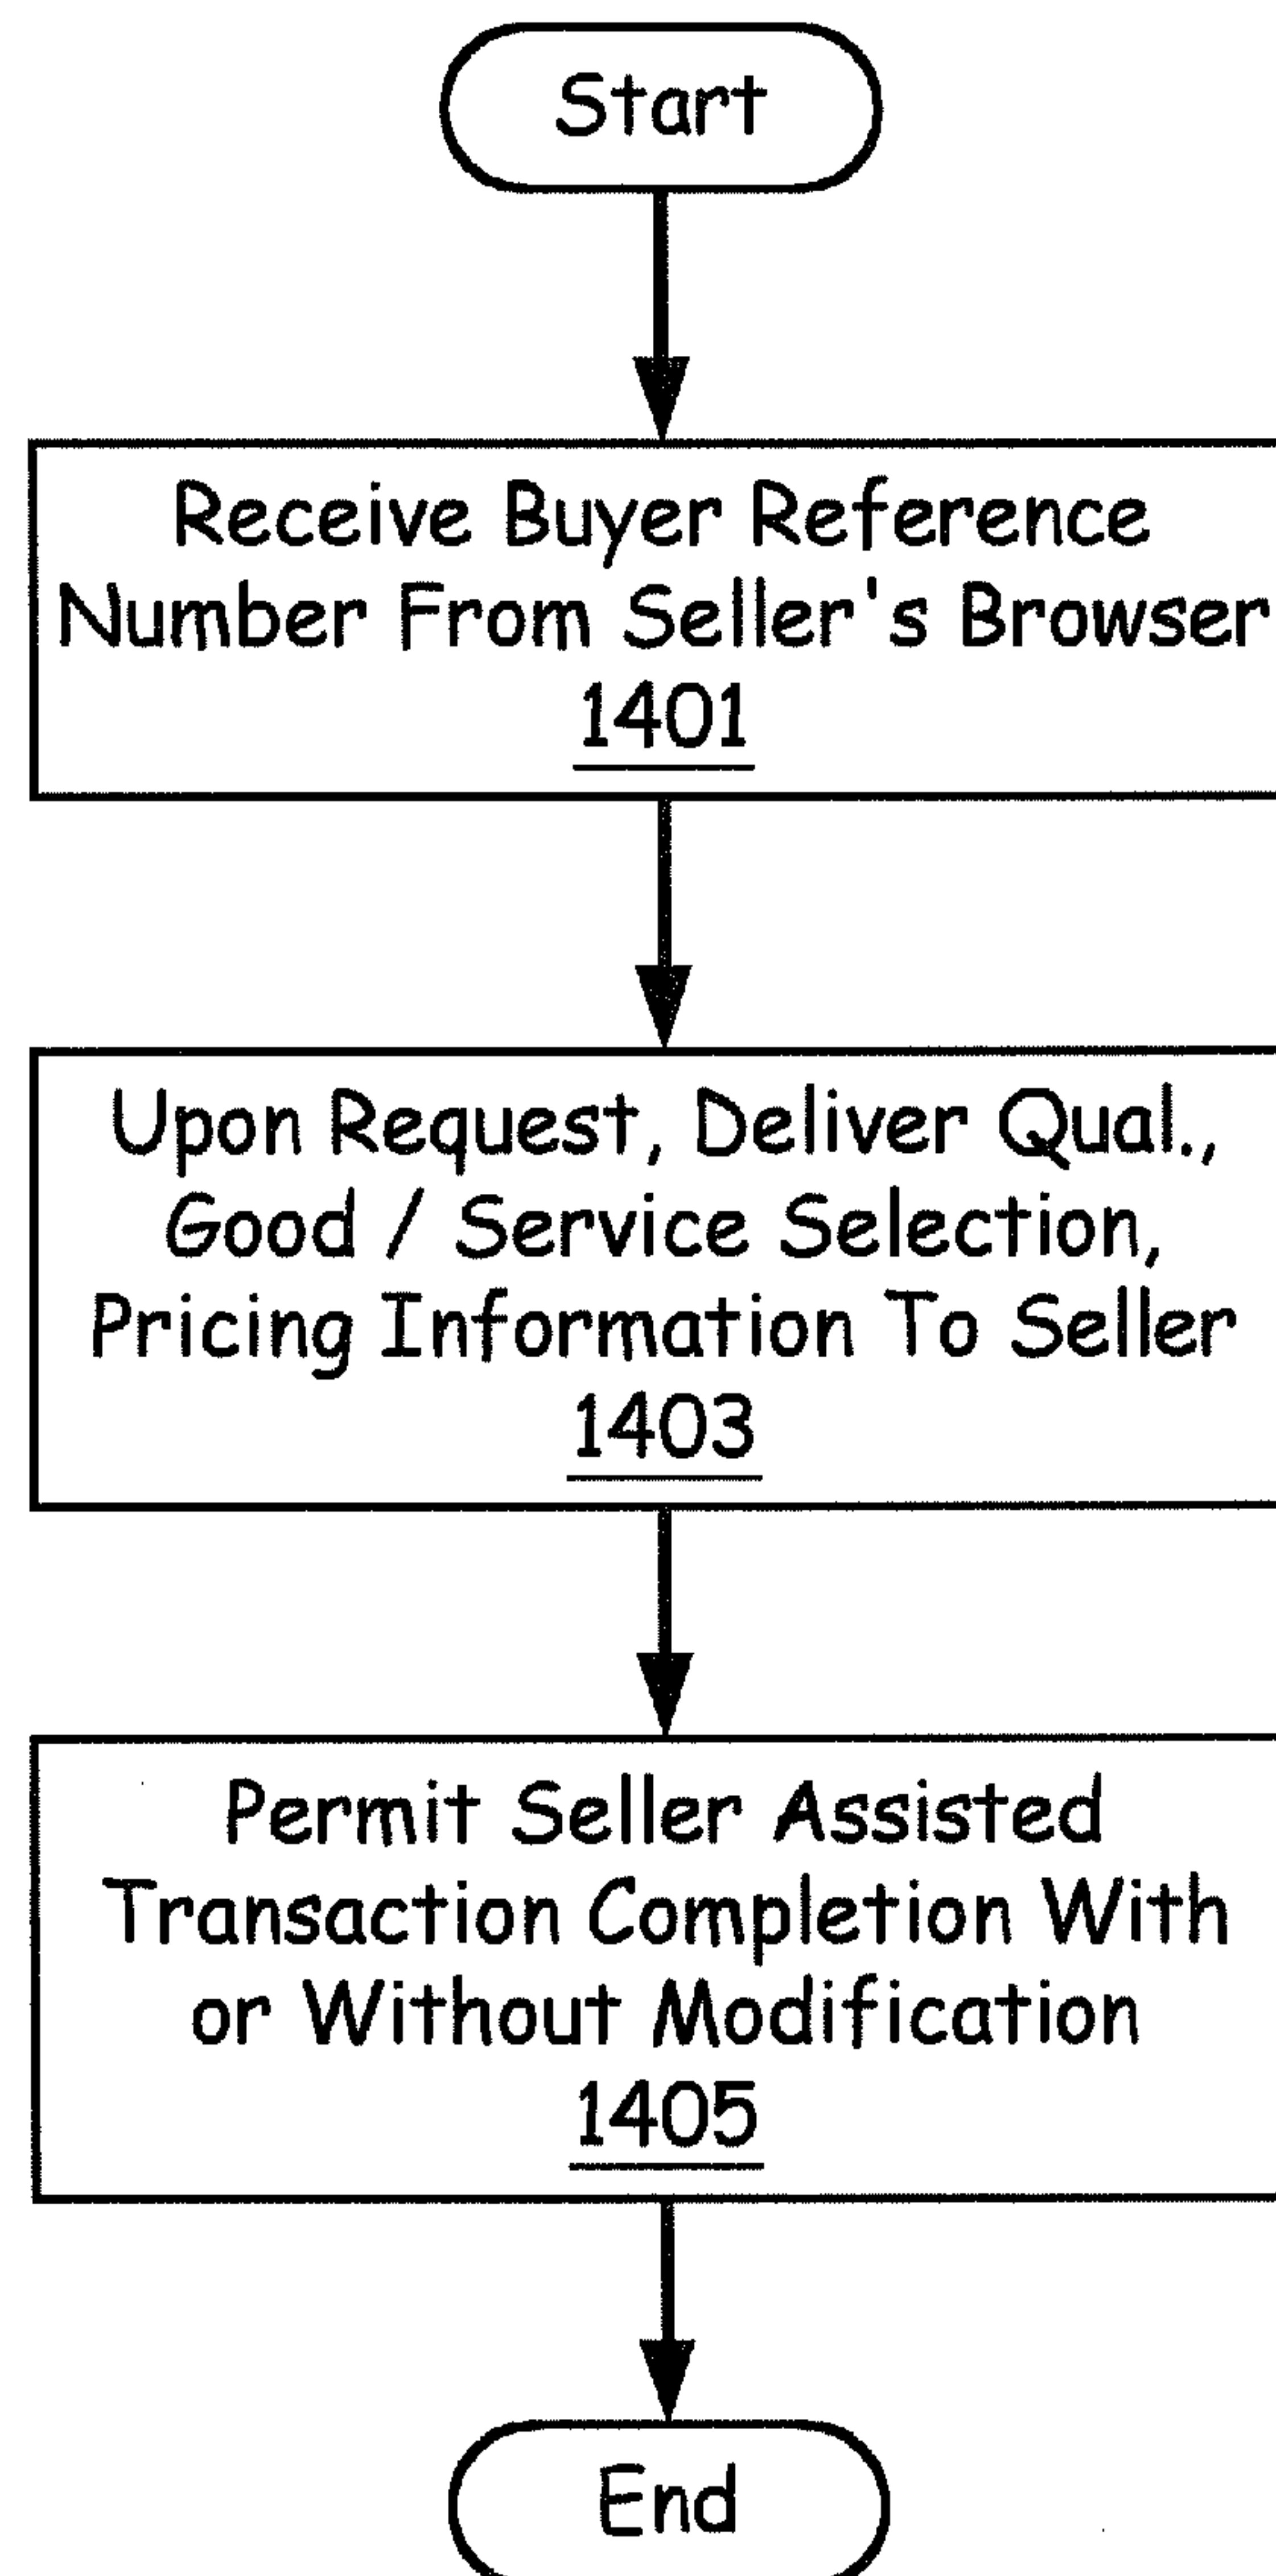 Start
Receive Buyer Reference
Number From Seller's Browser
1401
Upon Request, Deliver Qual.,
Good / Service Selection,
Pricing Information To Seller
1403
Permit Seller Assisted
Transaction Completion With
or Without Modification
1405
End